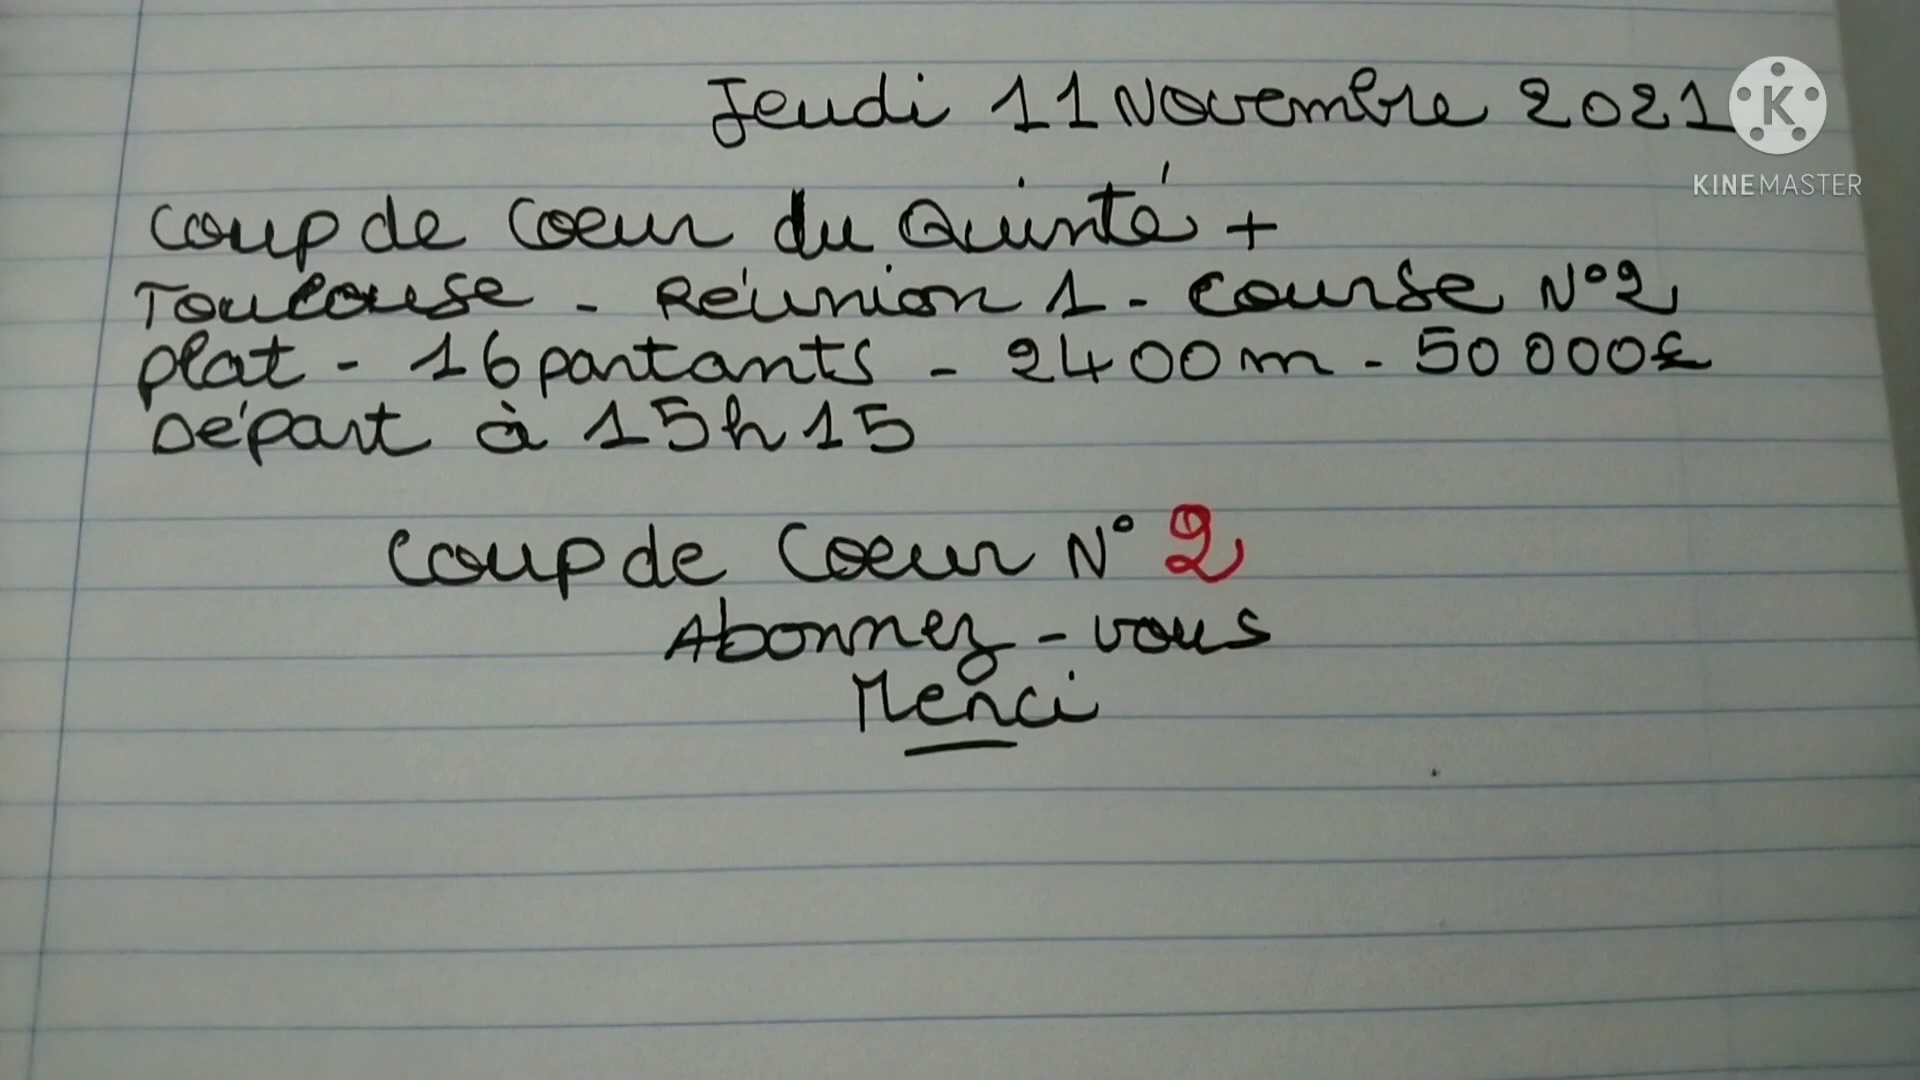 Jeudi 11 Novembre 2021
K
KINEMASTER
Coup de Coeur du Quinté +
Toulouse - Réunion 1 - Course N°2
plat - 16 partants - 2400 m - 50 000£
Départ à 15h15
Coup de Coeur N° 2
Abonnez-vous
Merci